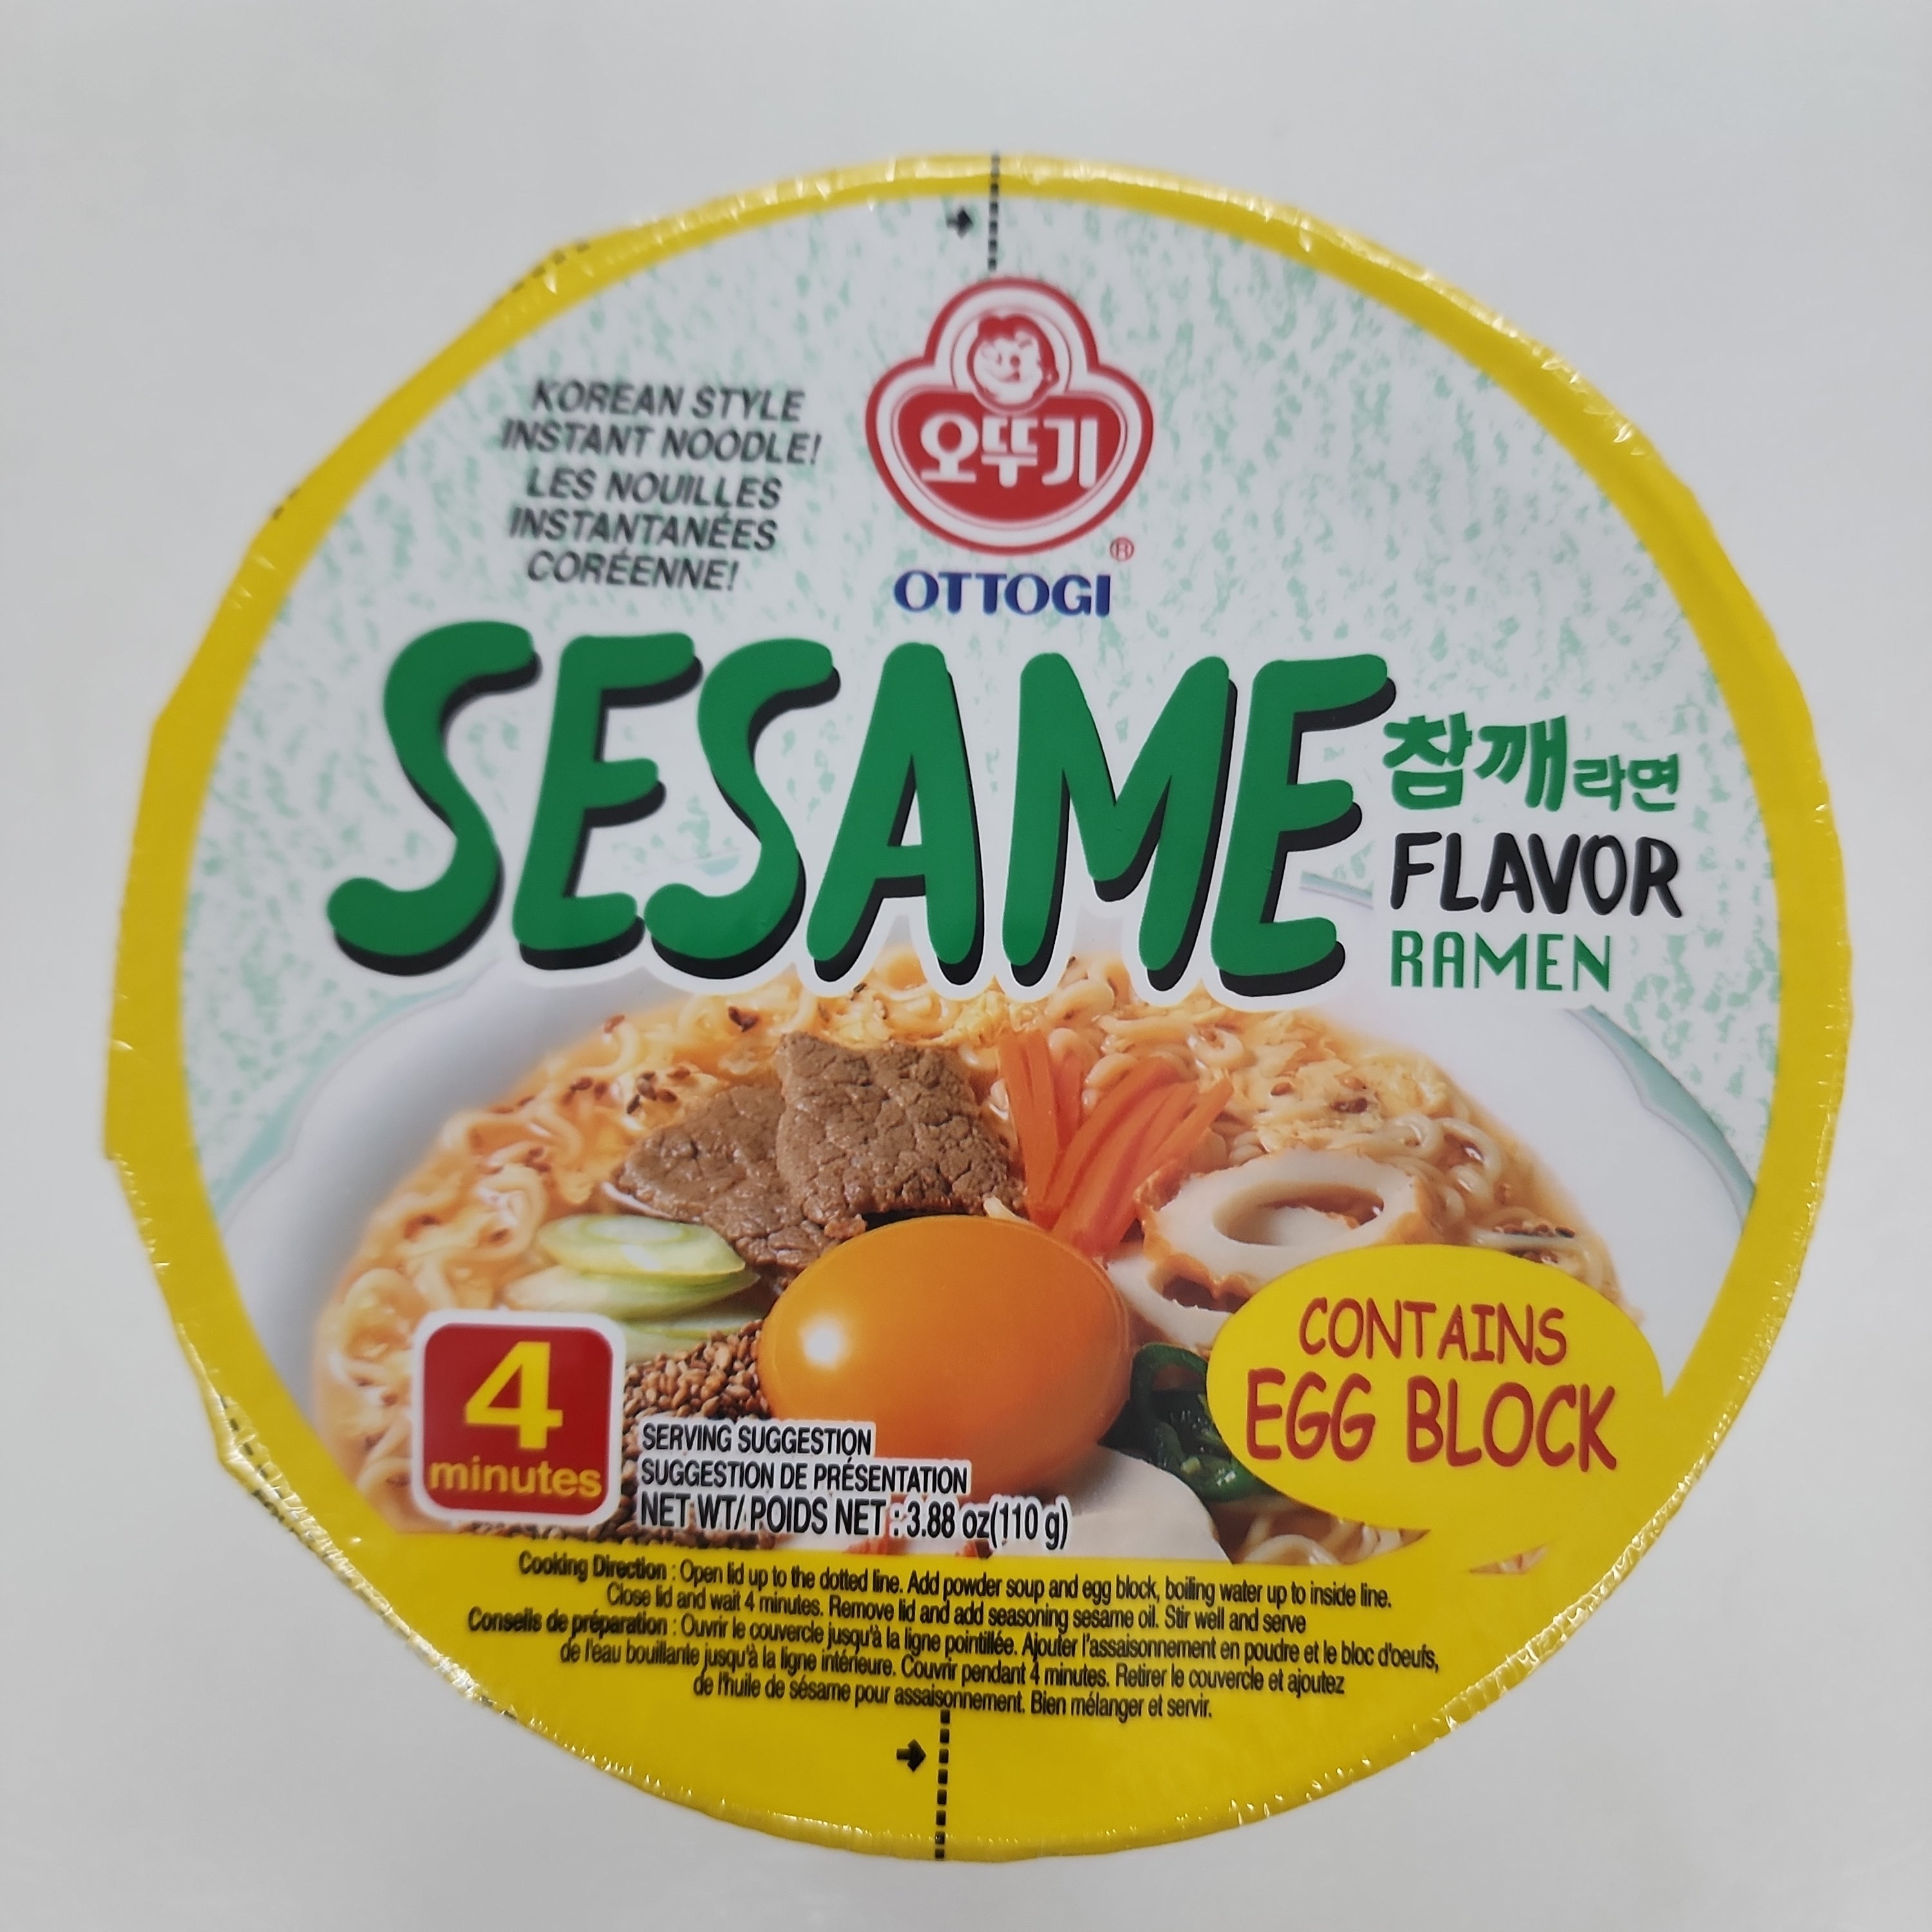 KOREAN STYLE
INSTANT NOODLE!
LES NOUILLES
INSTANTANÉES
CORÉENNE!
오뚜기
®
OTTOGI
SESAME
참깨라면
FLAVOR
RAMEN
CONTAINS
EGG BLOCK
4
minutes
SERVING SUGGESTION
SUGGESTION DE PRÉSENTATION
NET WT/ POIDS NET : 3.88 oz(110 g)
Cooking Direction : Open lid up to the dotted line. Add powder soup and egg block, boiling water up to inside line.
Close lid and wait 4 minutes. Remove lid and add seasoning sesame oil. Stir well and serve
Conseils de préparation : Ouvrir le couvercle jusqu'à la ligne pointillée. Ajouter l'assaisonnement en poudre et le bloc d'oeufs,
de l'eau bouillante jusqu'à la ligne intérieure. Couvrir pendant 4 minutes. Retirer le couvercle et ajoutez
de l'huile de sésame pour assaisonnement. Bien mélanger et servir.